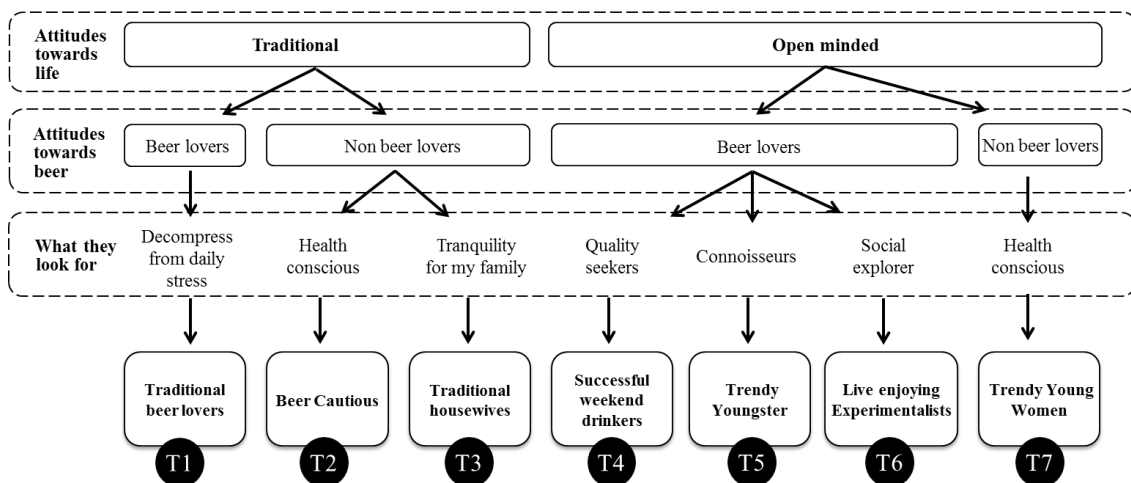 Attitudes
towards
life
Traditional
Open minded
Attitudes
towards
beer
Beer lovers
Non beer lovers
Beer lovers
Non beer lovers
What they
look for
Decompress
from daily
stress
Health
conscious
Tranquility
for my family
Quality
seekers
Connoisseurs
Social
explorer
Health
conscious
Traditional
beer lovers
Beer Cautious
Traditional
housewives
Successful
weekend
drinkers
Trendy
Youngster
Live enjoying
Experimentalists
Trendy Young
Women
T1
T2
T3
T4
T5
T6
T7